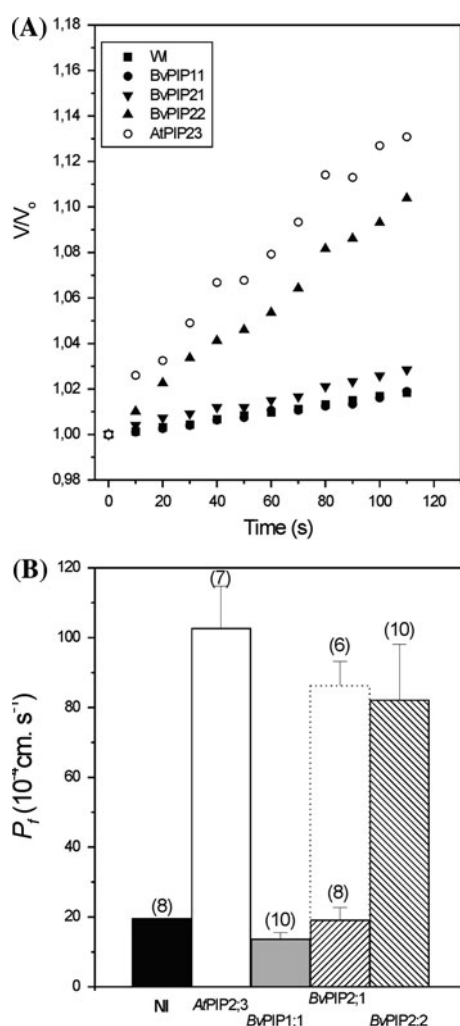 (A)
1,18
1,16
1,14
1,12
1,10
1,08
1,06
1,04
1,02
1,00
0,98
V/Vo
BvPIP11
BvPIP21
BvPIP22
AtPIP23
0 20 40 60 80 100 120
Time (s)
(B)
120
100
80
60
40
20
0
Pf (10⁻⁴cm. s⁻¹)
(8)
(7)
(10)
(6)
(8)
(10)
NI
AtPIP2;3
BvPIP1;1
BvPIP2;1
BvPIP2;2